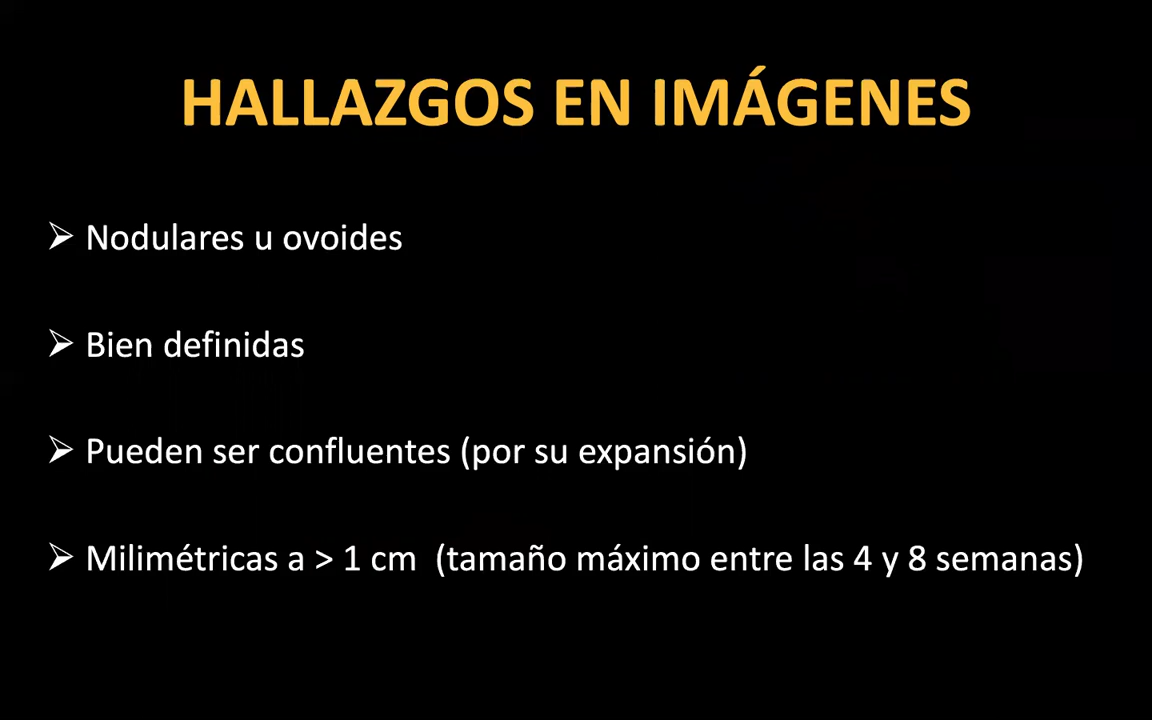 HALLAZGOS EN IMÁGENES
➢ Nodulares u ovoides
➢ Bien definidas
➢ Pueden ser confluentes (por su expansión)
➢ Milimétricas a > 1 cm (tamaño máximo entre las 4 y 8 semanas)